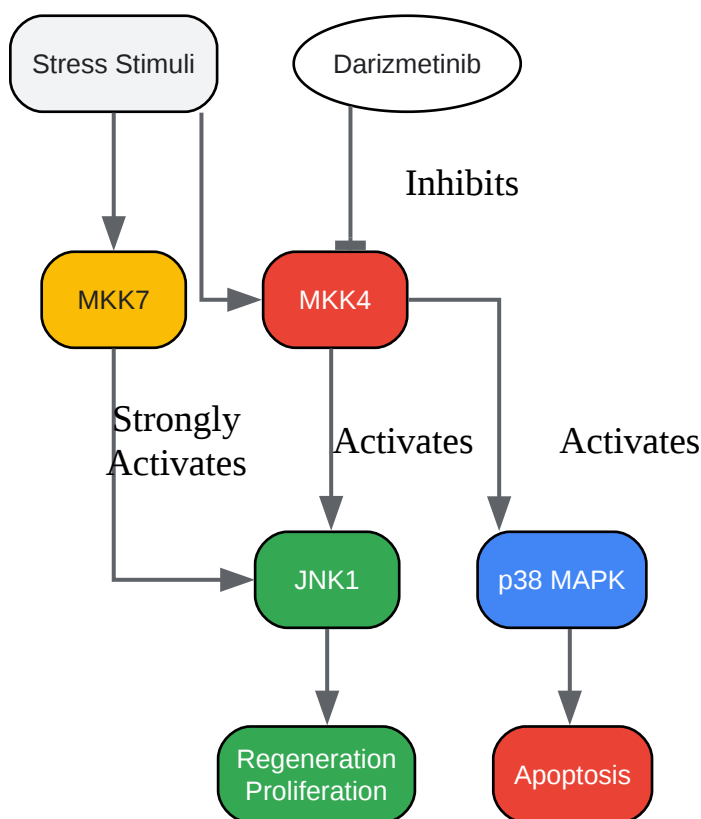 Stress Stimuli
Darizmetinib
Inhibits
MKK7
MKK4
Strongly
Activates
Activates
Activates
JNK1
p38 MAPK
Regeneration
Proliferation
Apoptosis